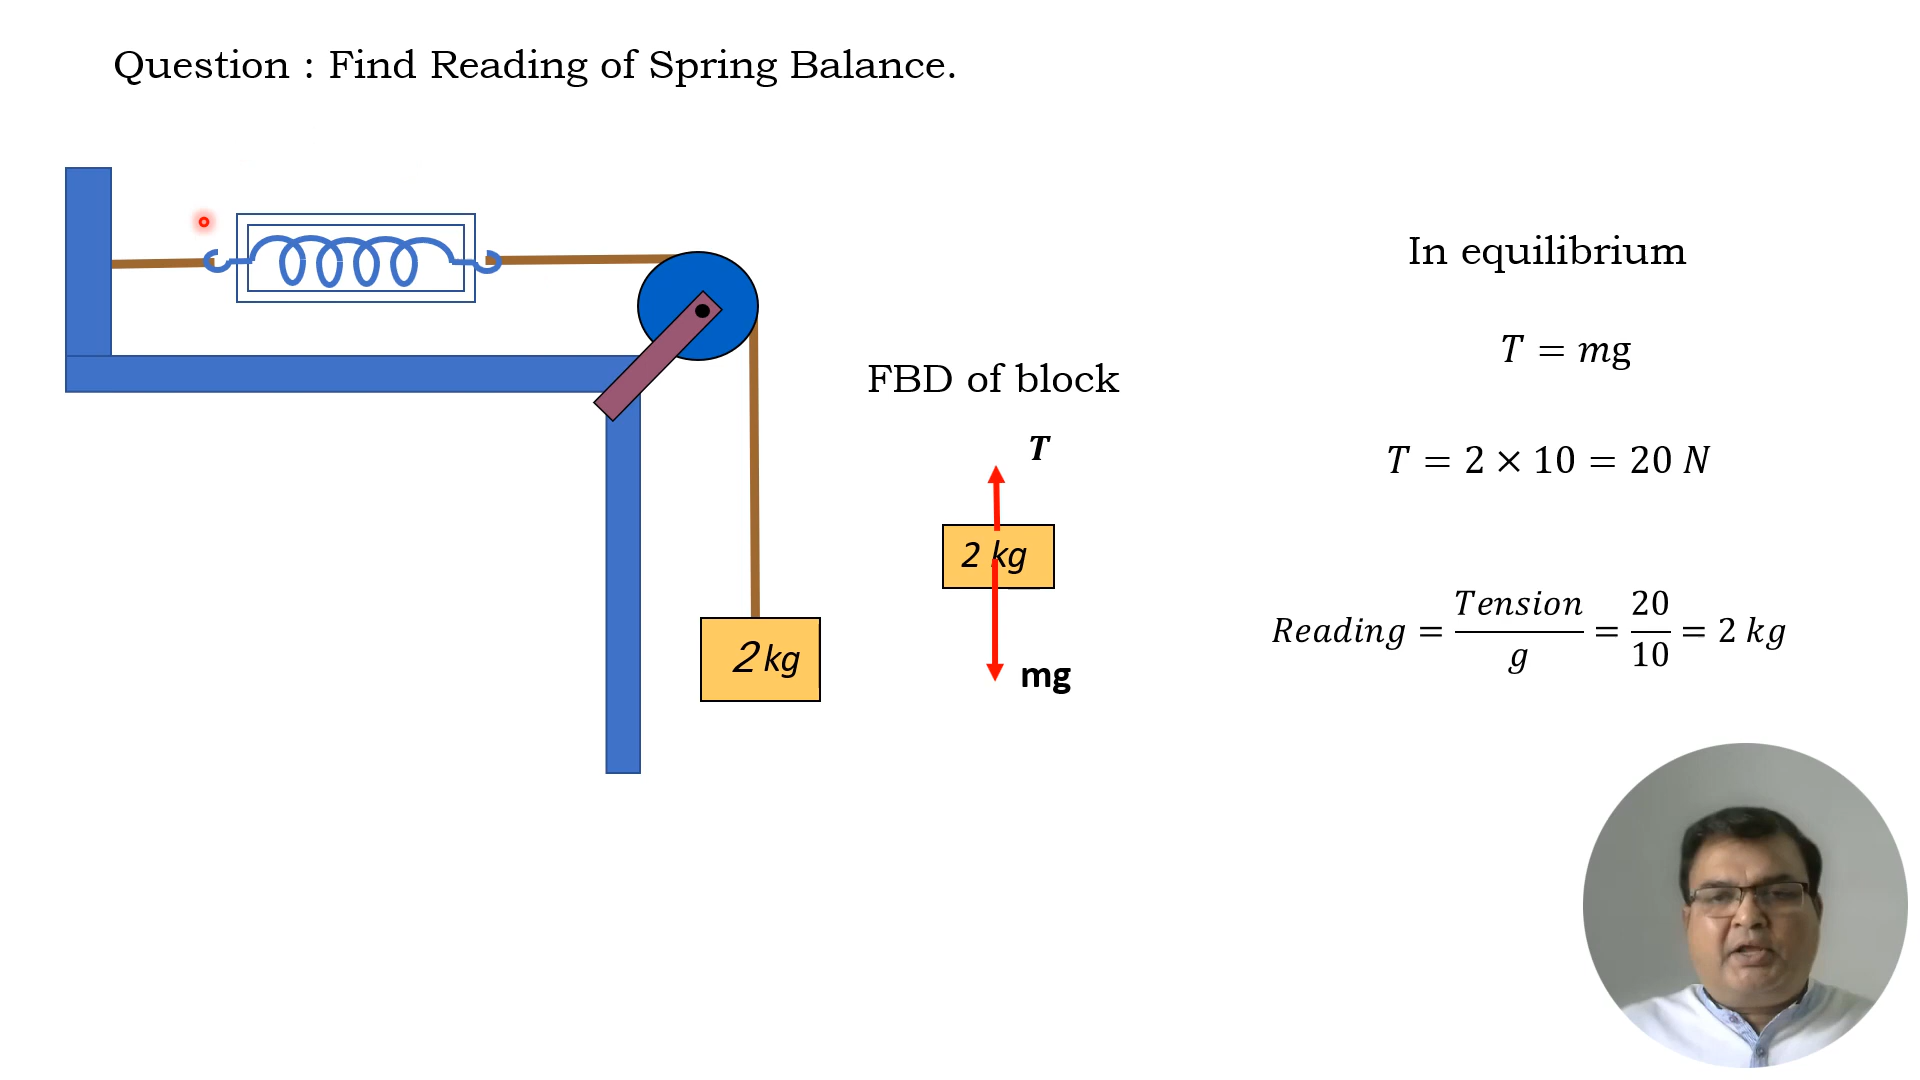 Question : Find Reading of Spring Balance.
In equilibrium
T = mg
FBD of block
T
T = 2 × 10 = 20 N
2 kg
mg
2 kg
Reading = Tension/g = 20/10 = 2 kg